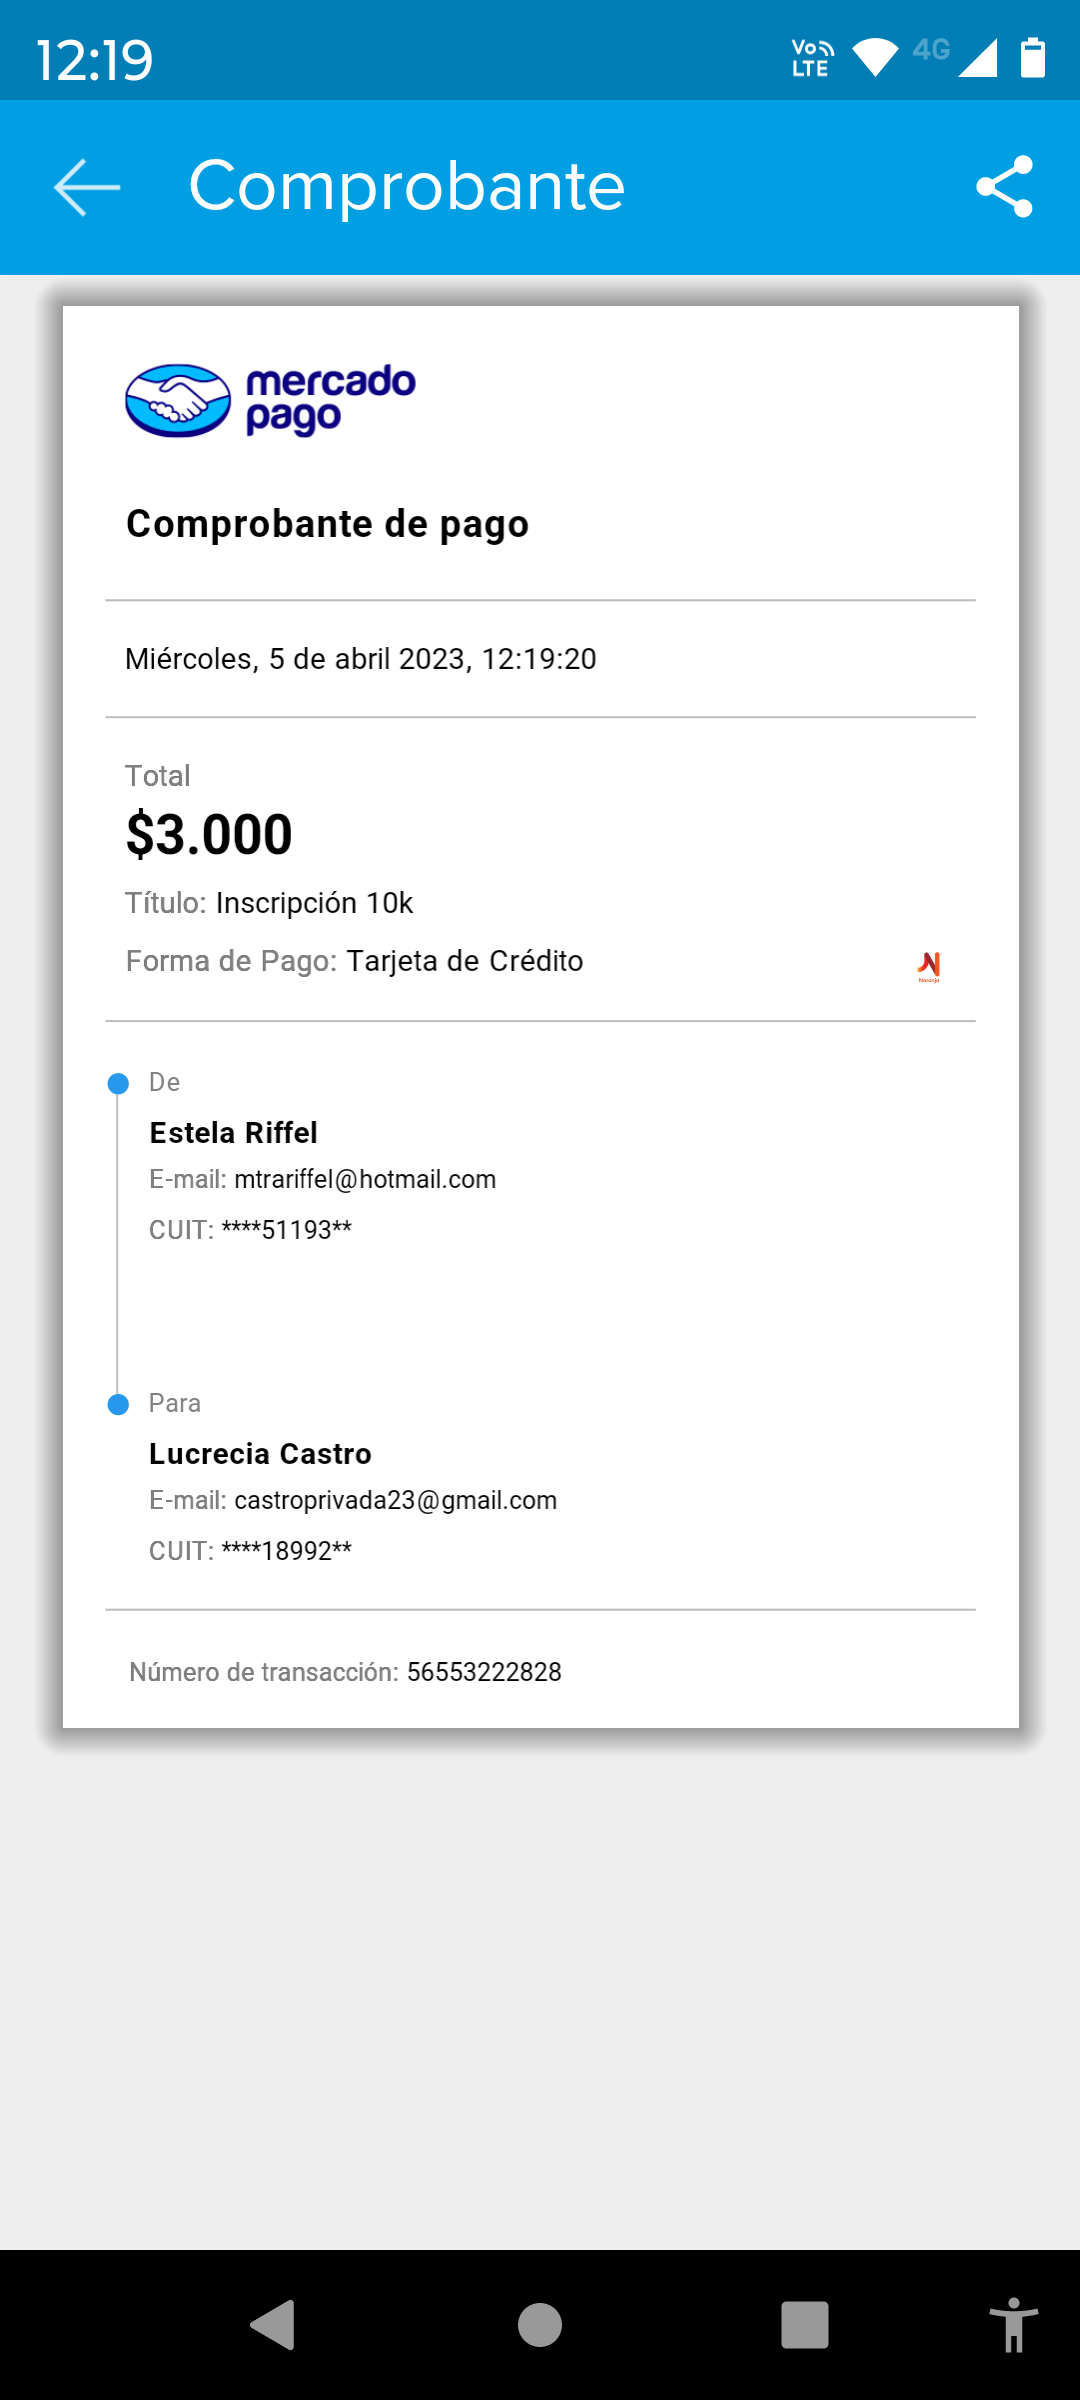 12:19
Vo LTE 4G
Comprobante
mercado
pago
Comprobante de pago
Miércoles, 5 de abril 2023, 12:19:20
Total
$3.000
Título: Inscripción 10k
Forma de Pago: Tarjeta de Crédito
Naranja
De
Estela Riffel
E-mail: mtrariffel@hotmail.com
CUIT: ****51193**
Para
Lucrecia Castro
E-mail: castroprivada23@gmail.com
CUIT: ****18992**
Número de transacción: 56553222828